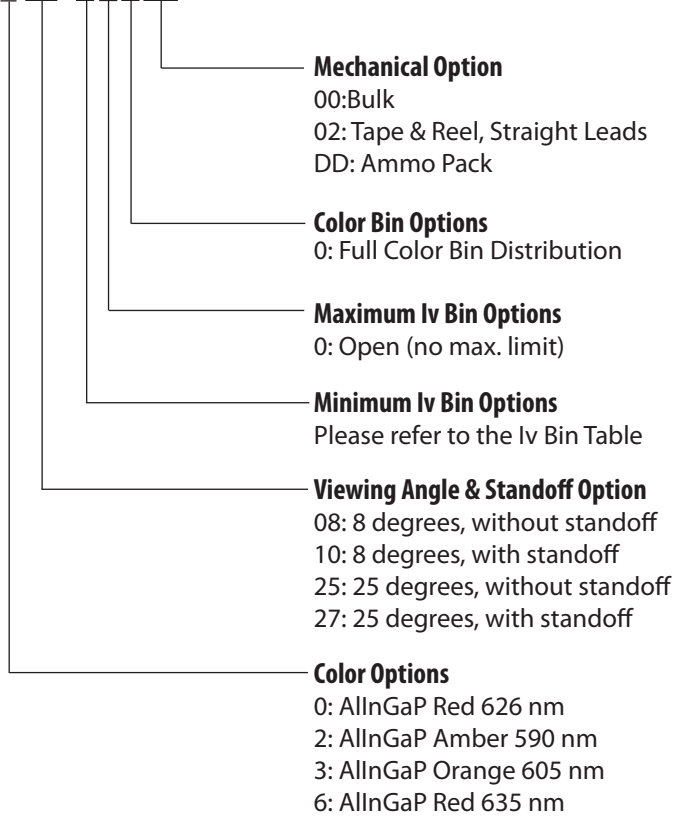 Mechanical Option
00:Bulk
02: Tape & Reel, Straight Leads
DD: Ammo Pack
Color Bin Options
0: Full Color Bin Distribution
Maximum Iv Bin Options
0: Open (no max. limit)
Minimum Iv Bin Options
Please refer to the Iv Bin Table
Viewing Angle & Standoff Option
08: 8 degrees, without standoff
10: 8 degrees, with standoff
25: 25 degrees, without standoff
27: 25 degrees, with standoff
Color Options
0: AlInGaP Red 626 nm
2: AlInGaP Amber 590 nm
3: AlInGaP Orange 605 nm
6: AlInGaP Red 635 nm